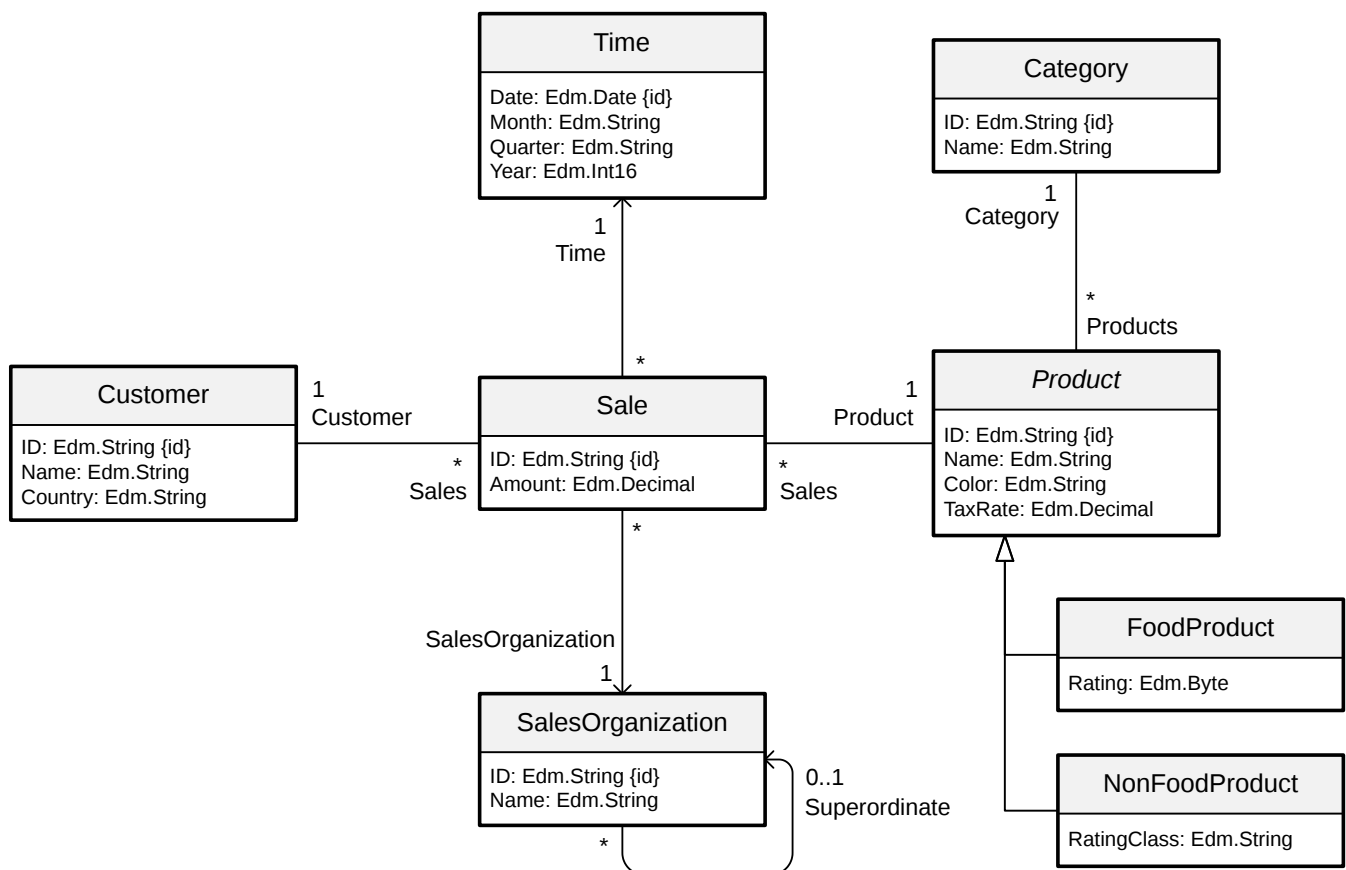 Time
Date: Edm.Date {id}
Month: Edm.String
Quarter: Edm.String
Year: Edm.Int16
Category
ID: Edm.String {id}
Name: Edm.String
1
Time
1
Category
*
Products
*
Customer
ID: Edm.String {id}
Name: Edm.String
Country: Edm.String
1
Customer
*
Sales
Sale
ID: Edm.String {id}
Amount: Edm.Decimal
1
Product
*
Sales
Product
ID: Edm.String {id}
Name: Edm.String
Color: Edm.String
TaxRate: Edm.Decimal
*
SalesOrganization
1
SalesOrganization
ID: Edm.String {id}
Name: Edm.String
*
0..1
Superordinate
FoodProduct
Rating: Edm.Byte
NonFoodProduct
RatingClass: Edm.String